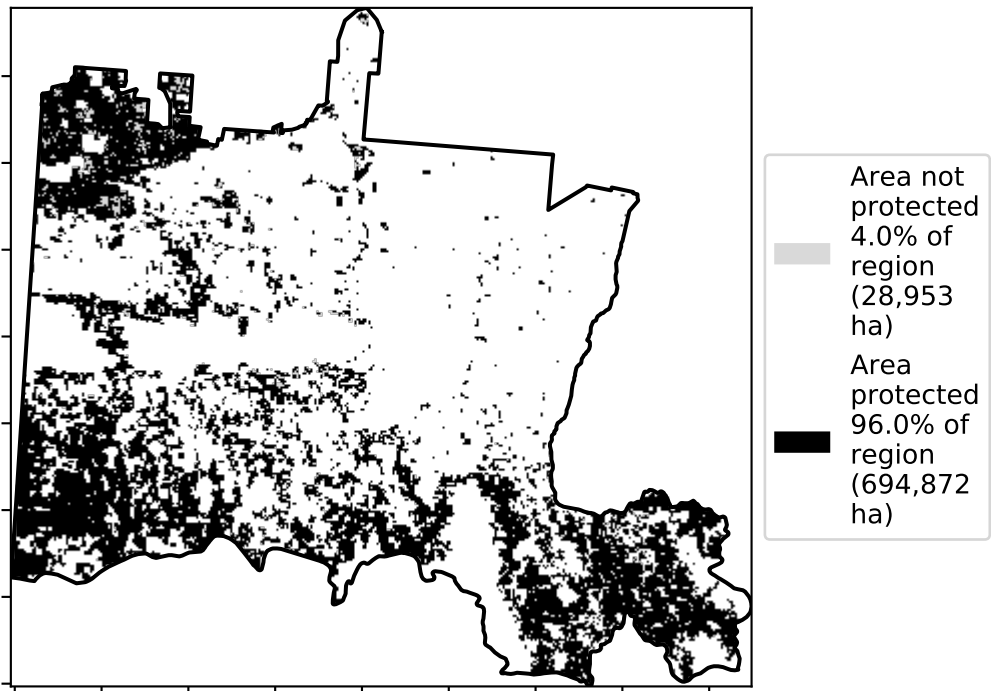 Area not
protected
4.0% of
region
(28,953
ha)
Area
protected
96.0% of
region
(694,872
ha)